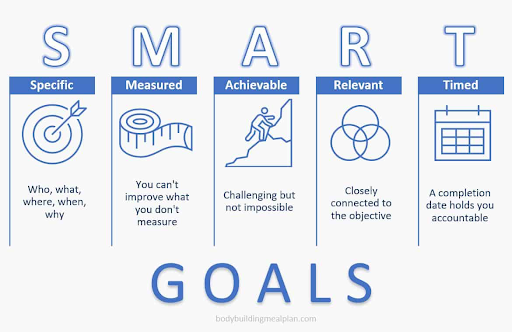 S M A R T
Specific Measured Achievable Relevant Timed
Who, what,
where, when,
why
You can't
improve what
you don't
measure
Challenging but
not impossible
Closely
connected to
the objective
A completion
date holds you
accountable
GOALS
bodybuildingmealplan.com